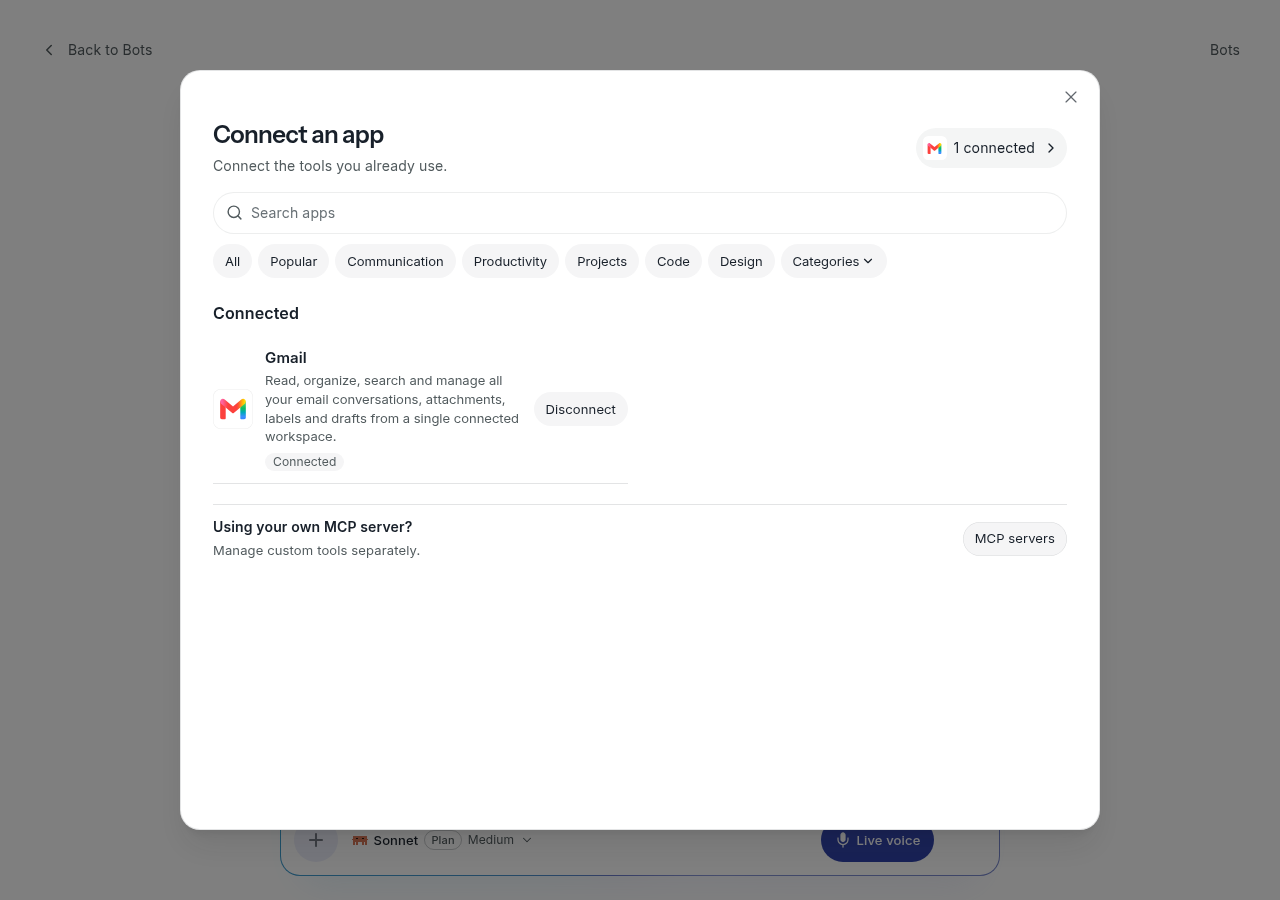 Back to Bots
Bots
Connect an app
Connect the tools you already use.
1 connected
Search apps
All
Popular
Communication
Productivity
Projects
Code
Design
Categories
Connected
Gmail
Read, organize, search and manage all
your email conversations, attachments,
labels and drafts from a single connected
workspace.
Connected
Disconnect
Using your own MCP server?
Manage custom tools separately.
MCP servers
Sonnet
Plan
Medium
Live voice